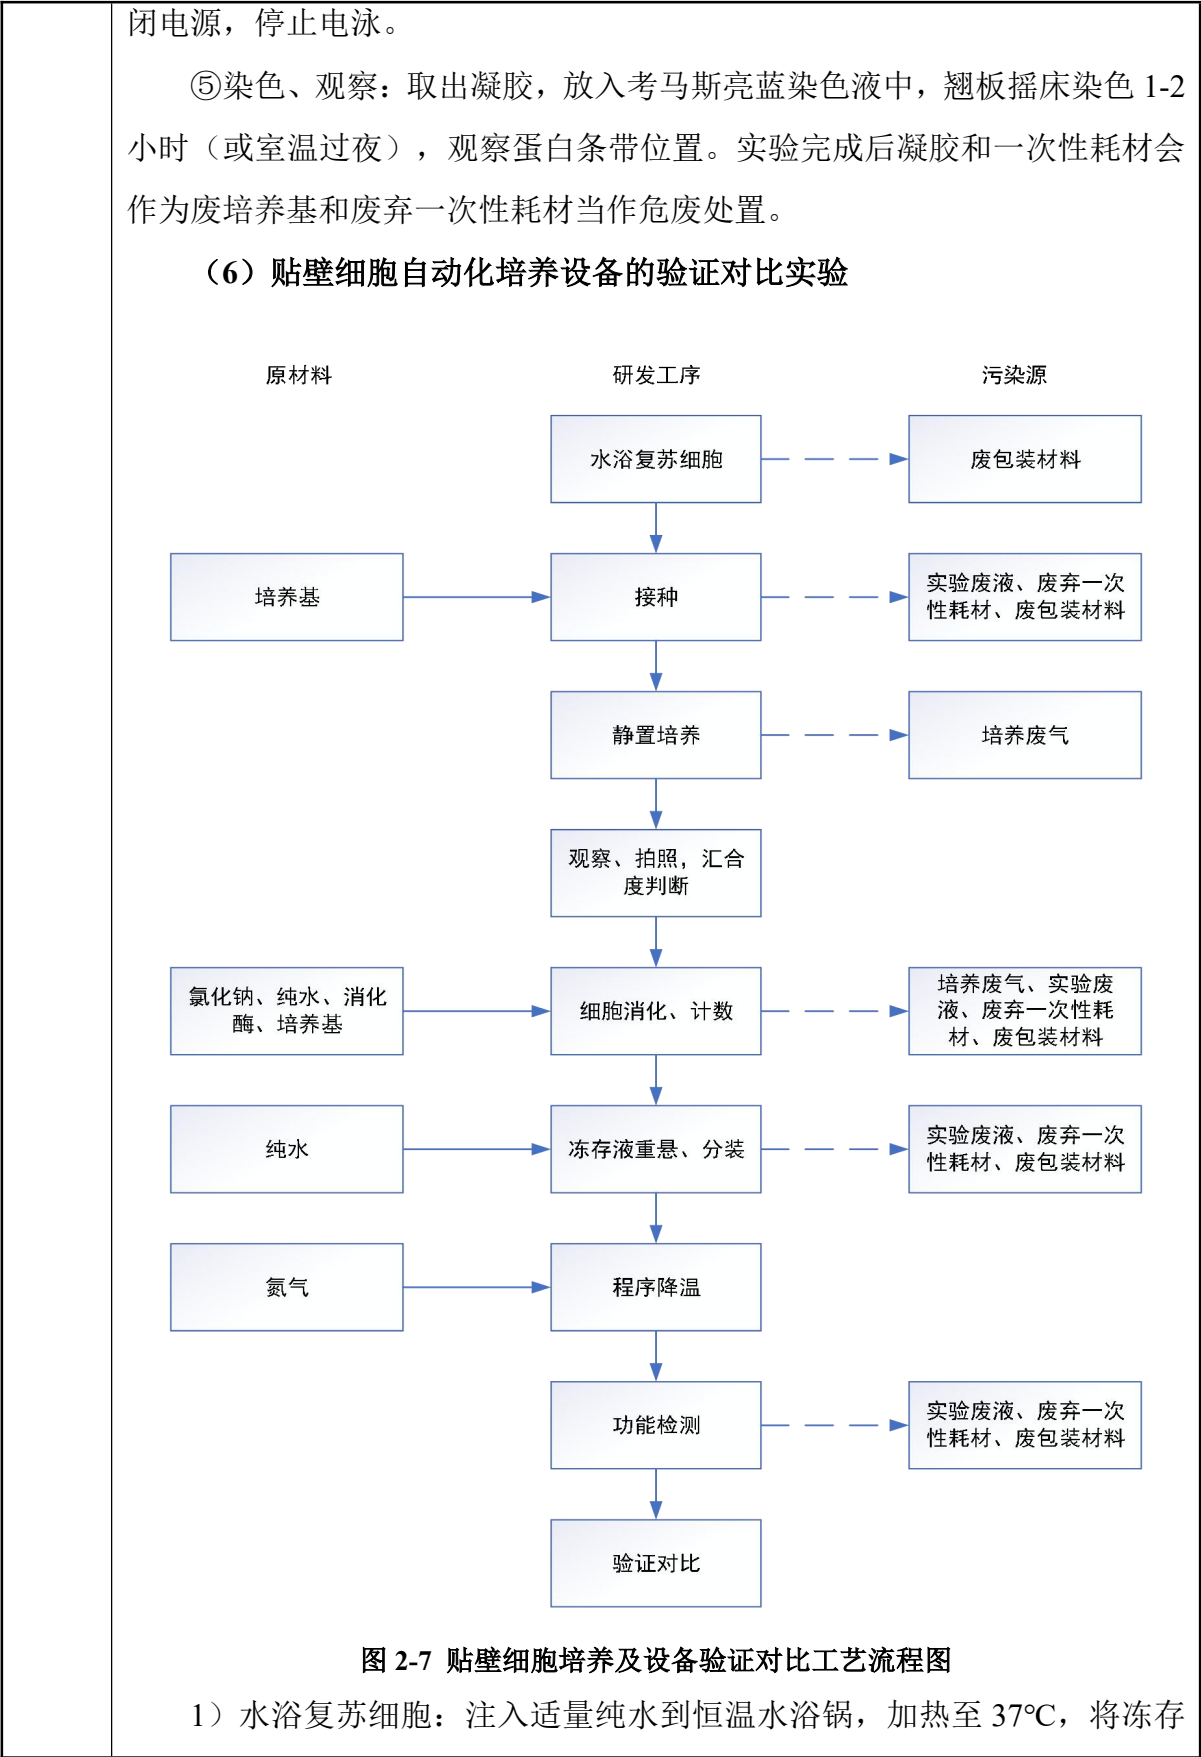 闭电源，停止电泳。
⑤染色、观察：取出凝胶，放入考马斯亮蓝染色液中，翘板摇床染色 1-2
小时（或室温过夜），观察蛋白条带位置。实验完成后凝胶和一次性耗材会
作为废培养基和废弃一次性耗材当作危废处置。
（6）贴壁细胞自动化培养设备的验证对比实验
原材料 研发工序 污染源
水浴复苏细胞 废包装材料
培养基 接种 实验废液、废弃一次
性耗材、废包装材料
静置培养 培养废气
观察、拍照，汇合
度判断
氯化钠、纯水、消化
酶、培养基
细胞消化、计数
培养废气、实验废
液、废弃一次性耗
材、废包装材料
纯水 冻存液重悬、分装 实验废液、废弃一次
性耗材、废包装材料
氮气 程序降温
功能检测 实验废液、废弃一次
性耗材、废包装材料
验证对比
图 2-7 贴壁细胞培养及设备验证对比工艺流程图
1）水浴复苏细胞：注入适量纯水到恒温水浴锅，加热至 37℃，将冻存